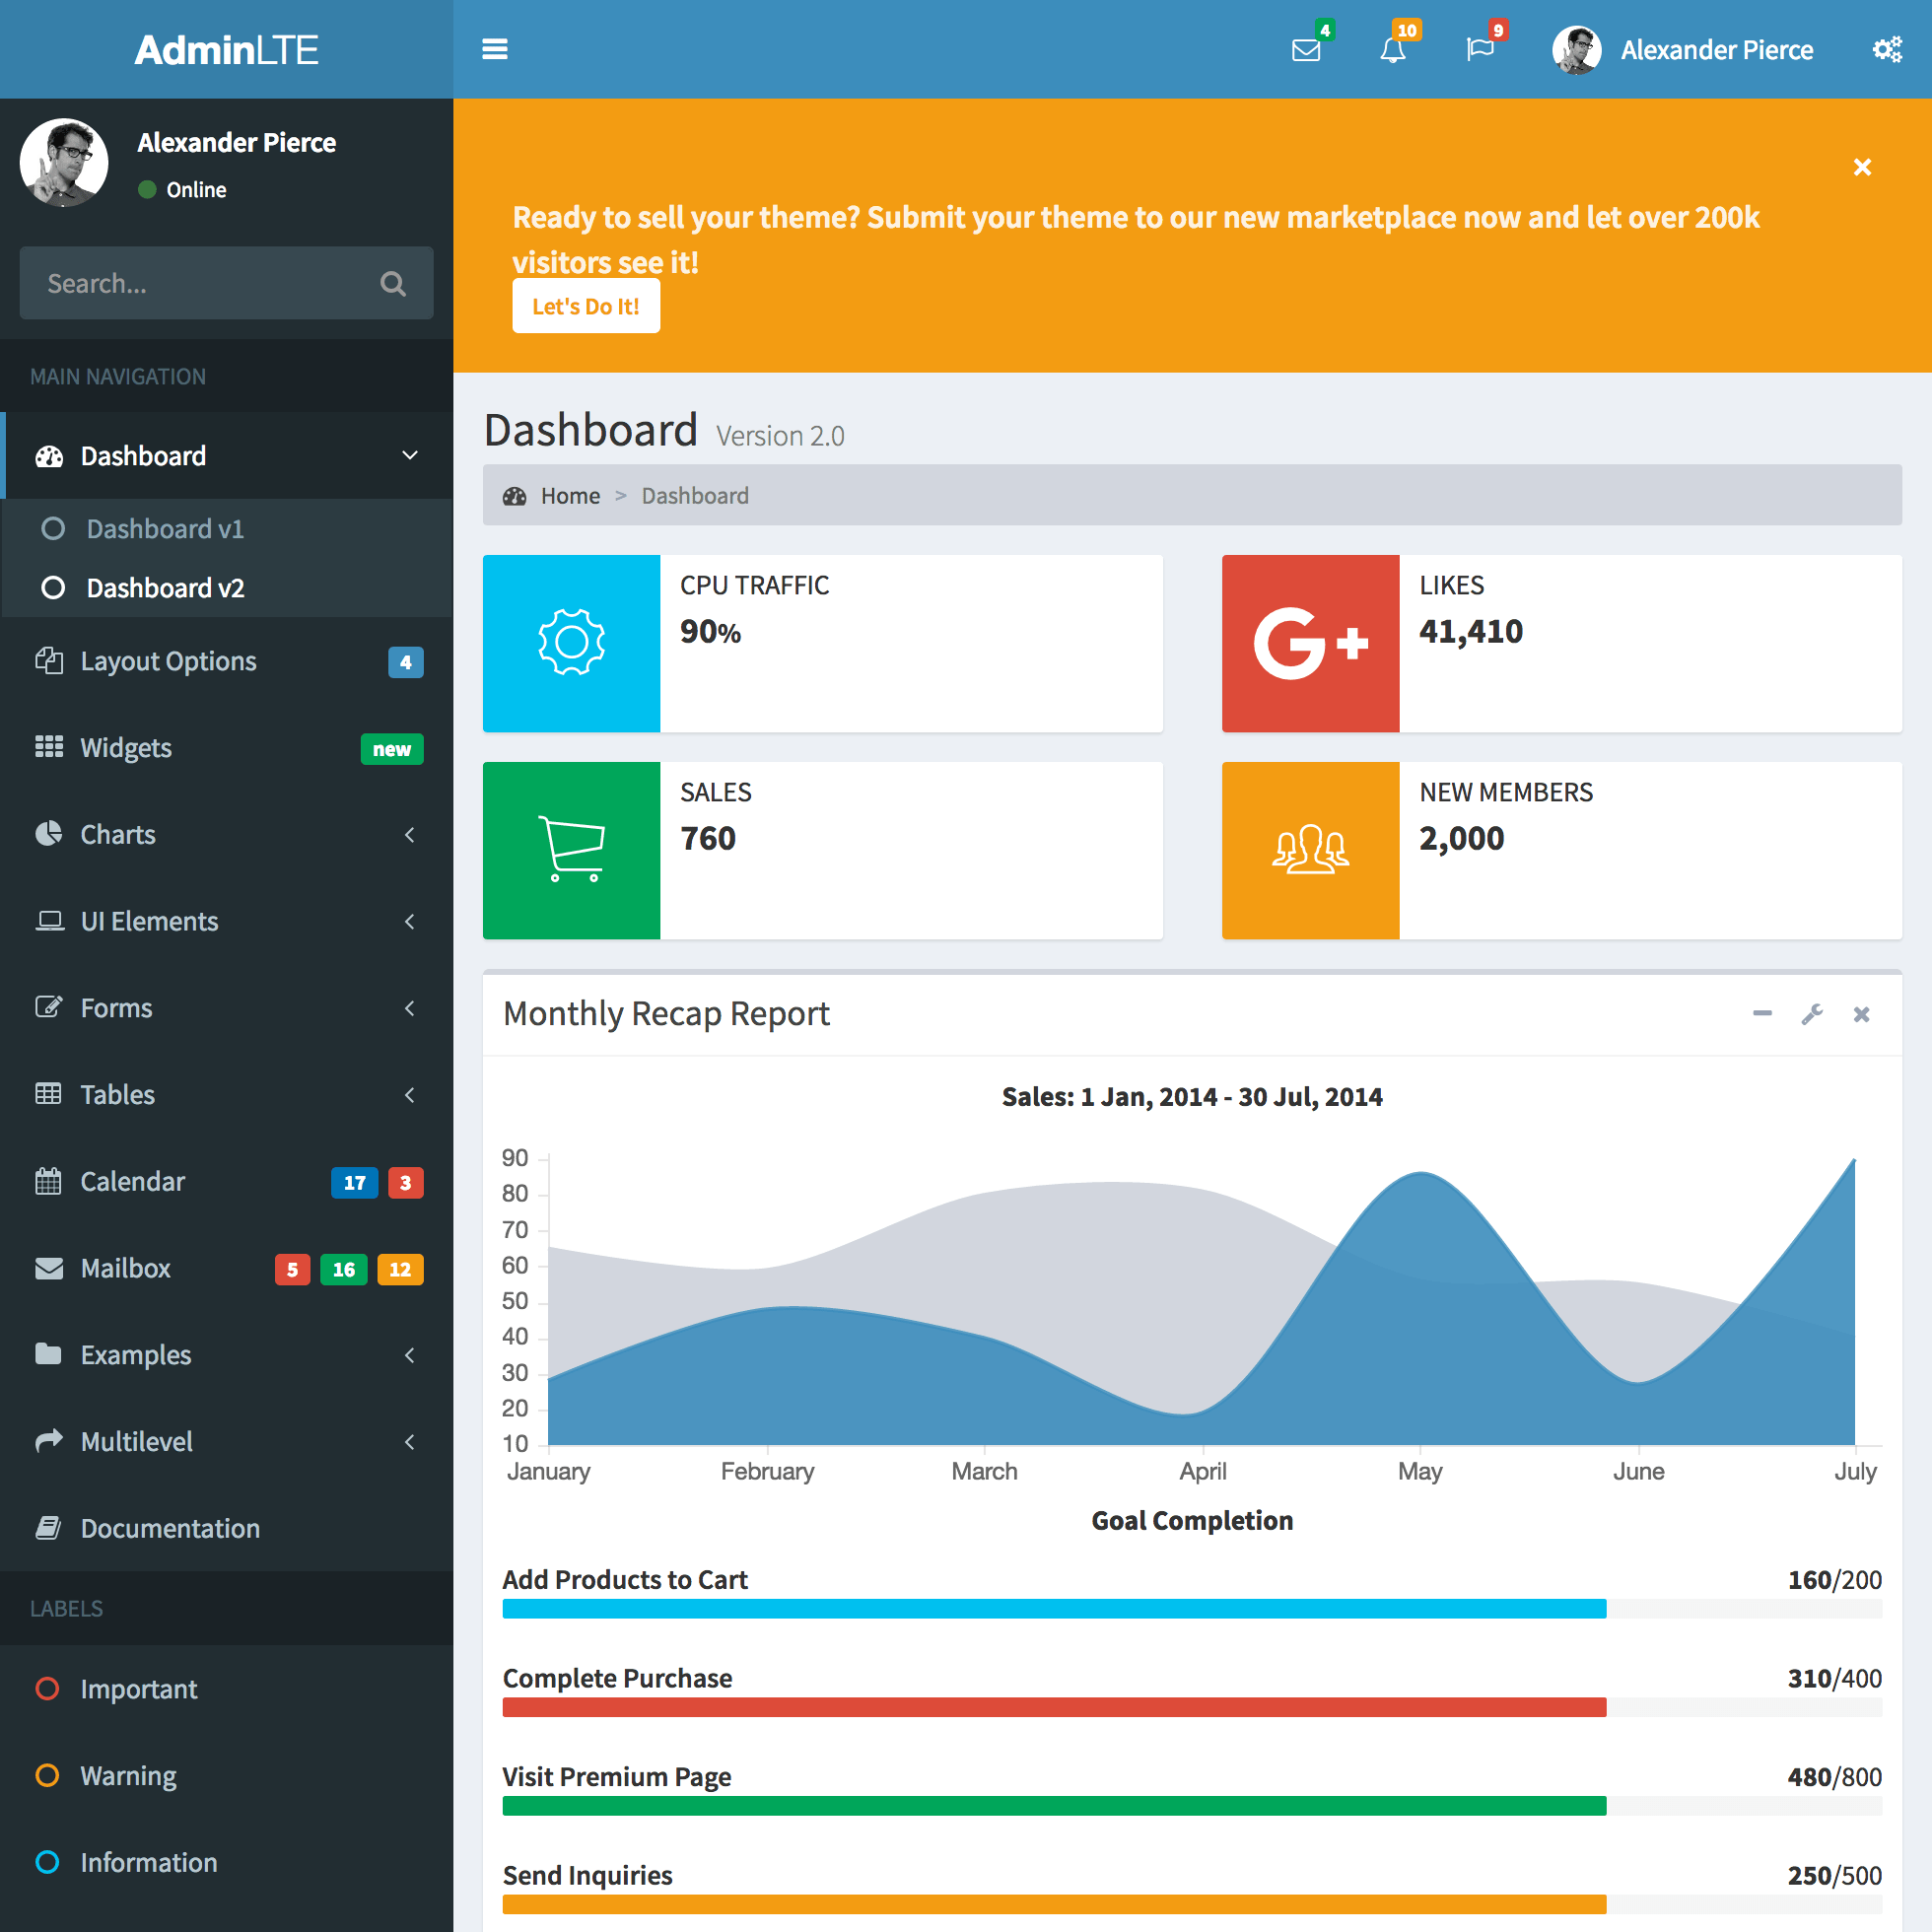 AdminLTE
4
10
9
Alexander Pierce
Alexander Pierce
Online
Search...
MAIN NAVIGATION
Dashboard
Dashboard v1
Dashboard v2
Layout Options 4
Widgets new
Charts
UI Elements
Forms
Tables
Calendar 17 3
Mailbox 5 16 12
Examples
Multilevel
Documentation
LABELS
Important
Warning
Information
Ready to sell your theme? Submit your theme to our new marketplace now and let over 200k
visitors see it!
Let's Do It!
Dashboard Version 2.0
Home > Dashboard
CPU TRAFFIC
90%
G+
LIKES
41,410
SALES
760
NEW MEMBERS
2,000
Monthly Recap Report
Sales: 1 Jan, 2014 - 30 Jul, 2014
90
80
70
60
50
40
30
20
10
January February March April May June July
Goal Completion
Add Products to Cart 160/200
Complete Purchase 310/400
Visit Premium Page 480/800
Send Inquiries 250/500